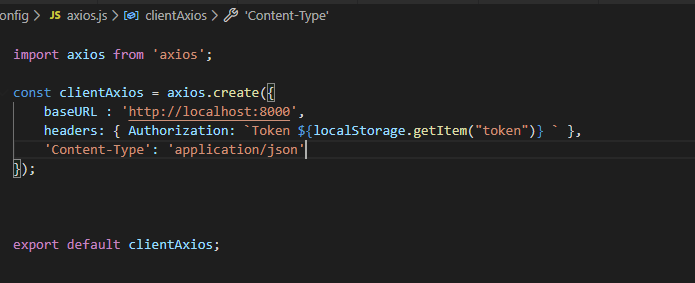 onfig > JS axios.js > clientAxios > 'Content-Type'
import axios from 'axios';
const clientAxios = axios.create({
baseURL : 'http://localhost:8000',
headers: { Authorization: `Token ${localStorage.getItem("token")} ` },
'Content-Type': 'application/json'
});
export default clientAxios;